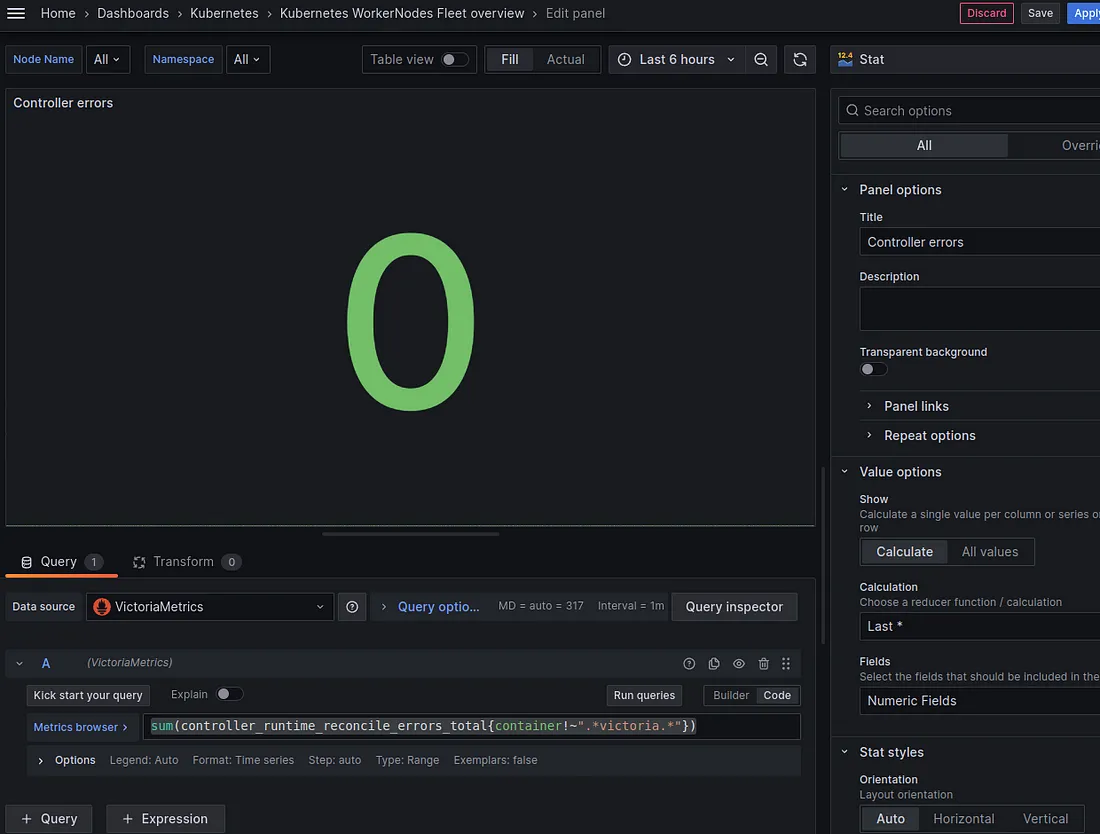 Home › Dashboards › Kubernetes › Kubernetes WorkerNodes Fleet overview › Edit panel
Discard Save Apply
Node Name All Namespace All Table view Fill Actual Last 6 hours
12.4 Stat
Controller errors
0
Search options
All Overri
Panel options
Title
Controller errors
Description
Transparent background
Panel links
Repeat options
Value options
Show
Calculate a single value per column or series o
row
Calculate All values
Calculation
Choose a reducer function / calculation
Last *
Fields
Select the fields that should be included in the
Numeric Fields
Stat styles
Orientation
Layout orientation
Auto Horizontal Vertical
Query 1 Transform 0
Data source VictoriaMetrics Query optio... MD = auto = 317 Interval = 1m Query inspector
A (VictoriaMetrics)
Kick start your query Explain Run queries Builder Code
Metrics browser › sum(controller_runtime_reconcile_errors_total{container!~".*victoria.*"})
› Options Legend: Auto Format: Time series Step: auto Type: Range Exemplars: false
+ Query + Expression